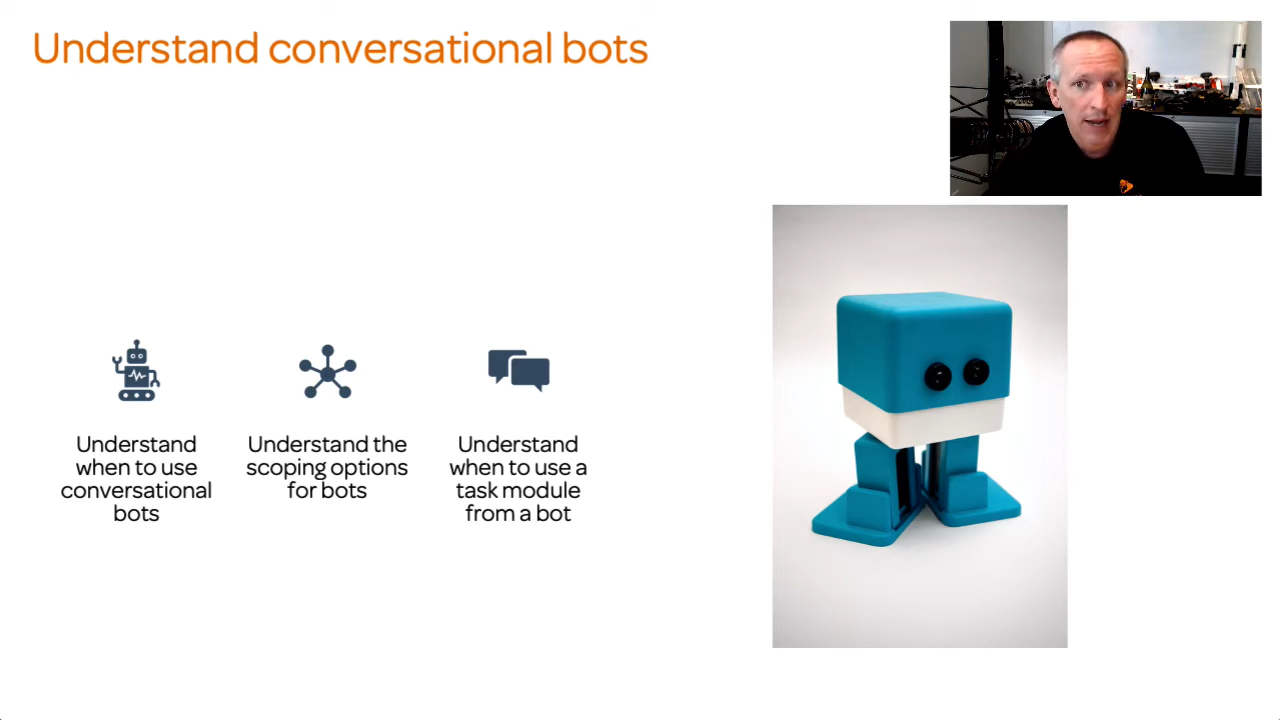 Understand conversational bots
Understand
when to use
conversational
bots
Understand the
scoping options
for bots
Understand
when to use a
task module
from a bot